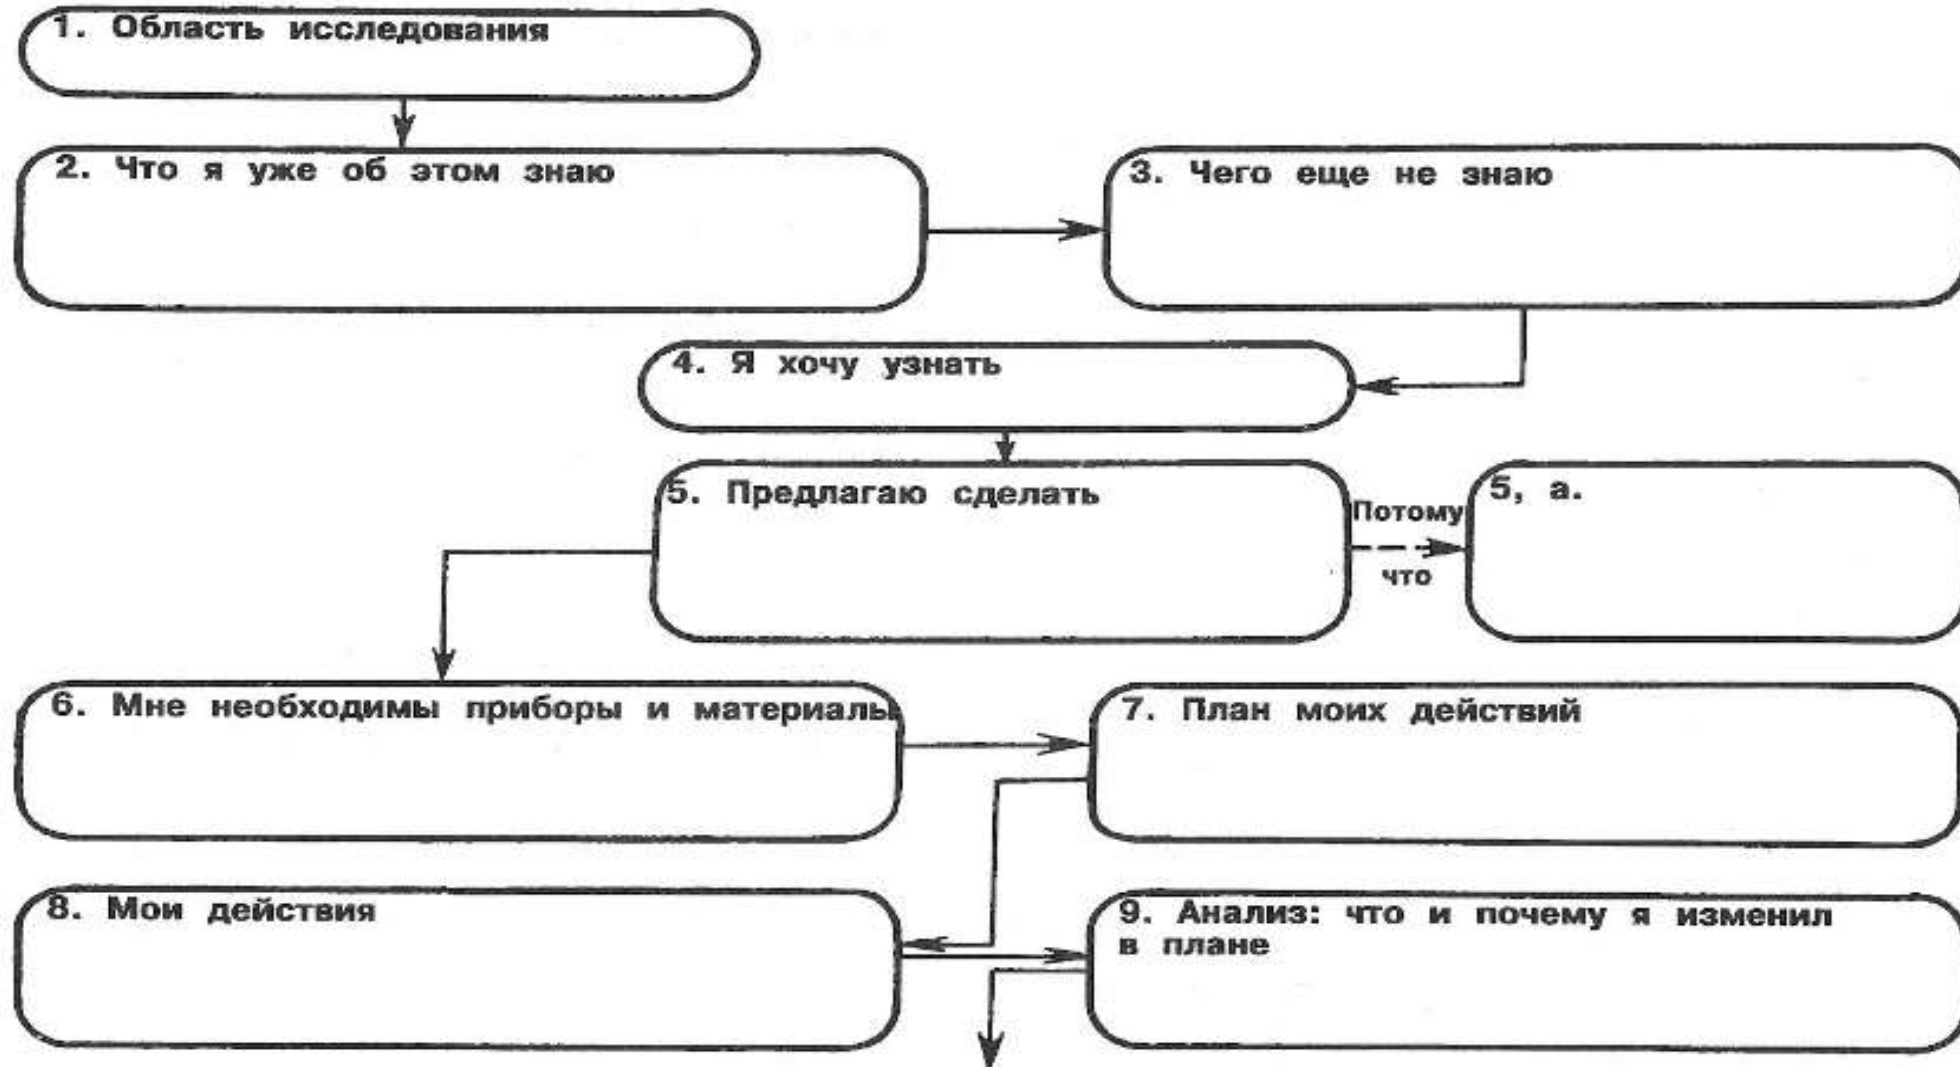 1. Область исследования
2. Что я уже об этом знаю
3. Чего еще не знаю
4. Я хочу узнать
5. Предлагаю сделать
Потому
что
5, а.
6. Мне необходимы приборы и материалы
7. План моих действий
8. Мои действия
9. Анализ: что и почему я изменил
в плане